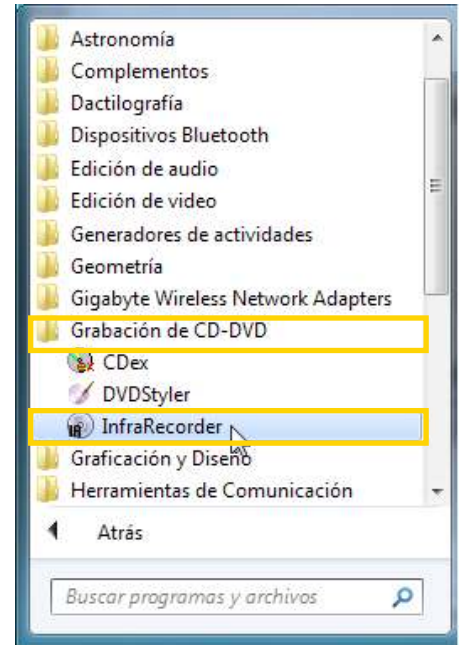 Astronomía
Complementos
Dactilografía
Dispositivos Bluetooth
Edición de audio
Edición de video
Generadores de actividades
Geometría
Gigabyte Wireless Network Adapters
Grabación de CD-DVD
CDex
DVDStyler
InfraRecorder
Graficación y Diseño
Herramientas de Comunicación
Atrás
Buscar programas y archivos